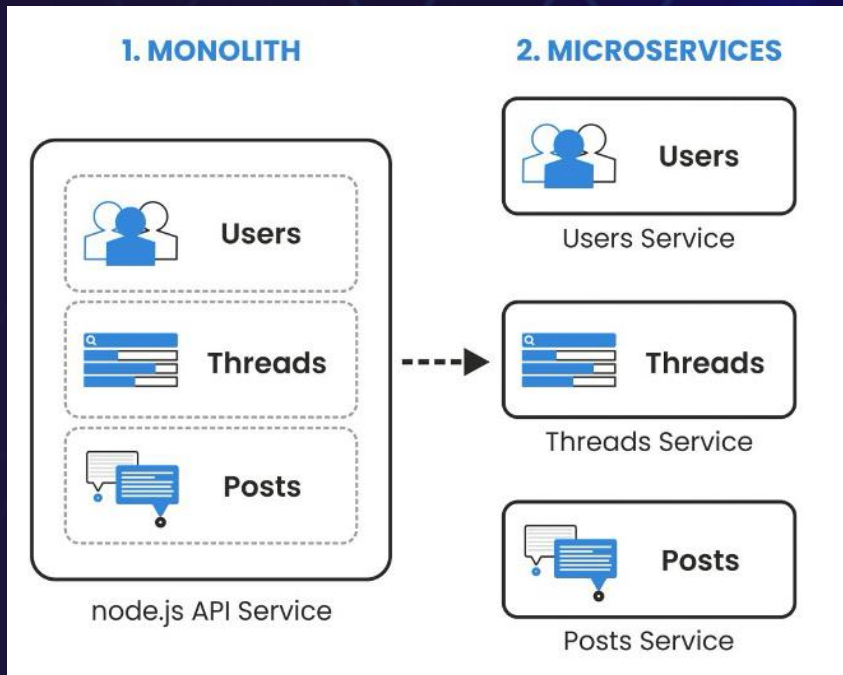 1. MONOLITH
Users
Threads
Posts
node.js API Service
2. MICROSERVICES
Users
Users Service
Threads
Threads Service
Posts
Posts Service